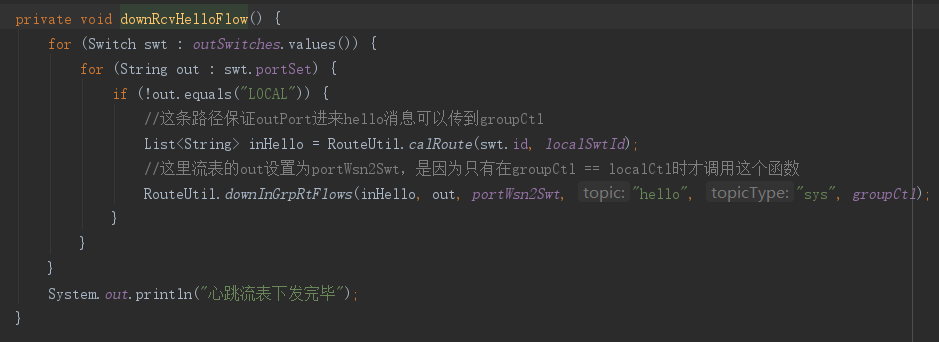 private void downRcvHelloFlow() {
for (Switch swt : outSwitches.values()) {
for (String out : swt.portSet) {
if (!out.equals("LOCAL")) {
//这条路径保证outPort进来hello消息可以传到groupCtl
List<String> inHello = RouteUtil.calRoute(swt.id, localSwtId);
//这里流表的out设置为portWsn2Swt, 是因为只有在groupCtl == localCtl时才调用这个函数
RouteUtil.downInGrpRtFlows(inHello, out, portWsn2Swt, topic: "hello", topicType: "sys", groupCtl);
}
}
}
System.out.println("心跳流表下发完毕");
}